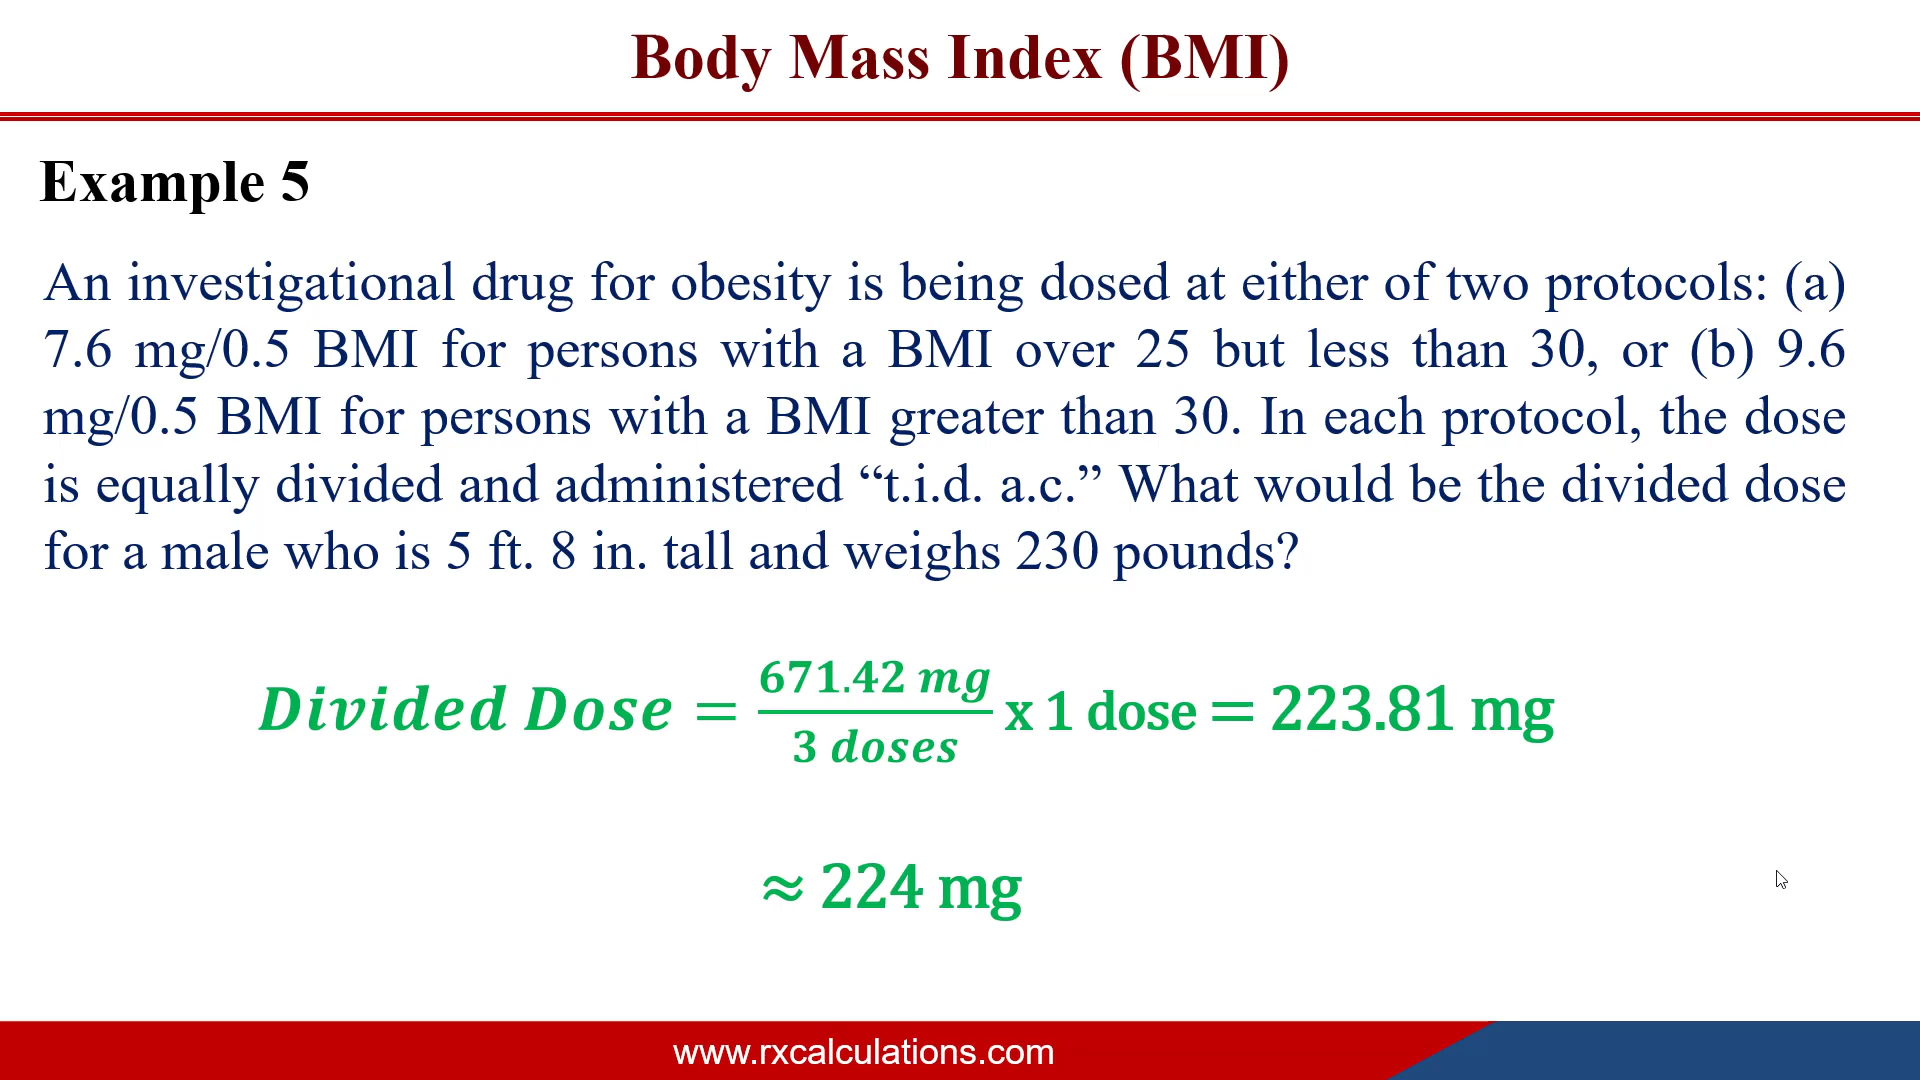 Body Mass Index (BMI)
Example 5
An investigational drug for obesity is being dosed at either of two protocols: (a)
7.6 mg/0.5 BMI for persons with a BMI over 25 but less than 30, or (b) 9.6
mg/0.5 BMI for persons with a BMI greater than 30. In each protocol, the dose
is equally divided and administered “t.i.d. a.c.” What would be the divided dose
for a male who is 5 ft. 8 in. tall and weighs 230 pounds?
Divided Dose = 671.42 mg / 3 doses x 1 dose = 223.81 mg
≈ 224 mg
www.rxcalculations.com